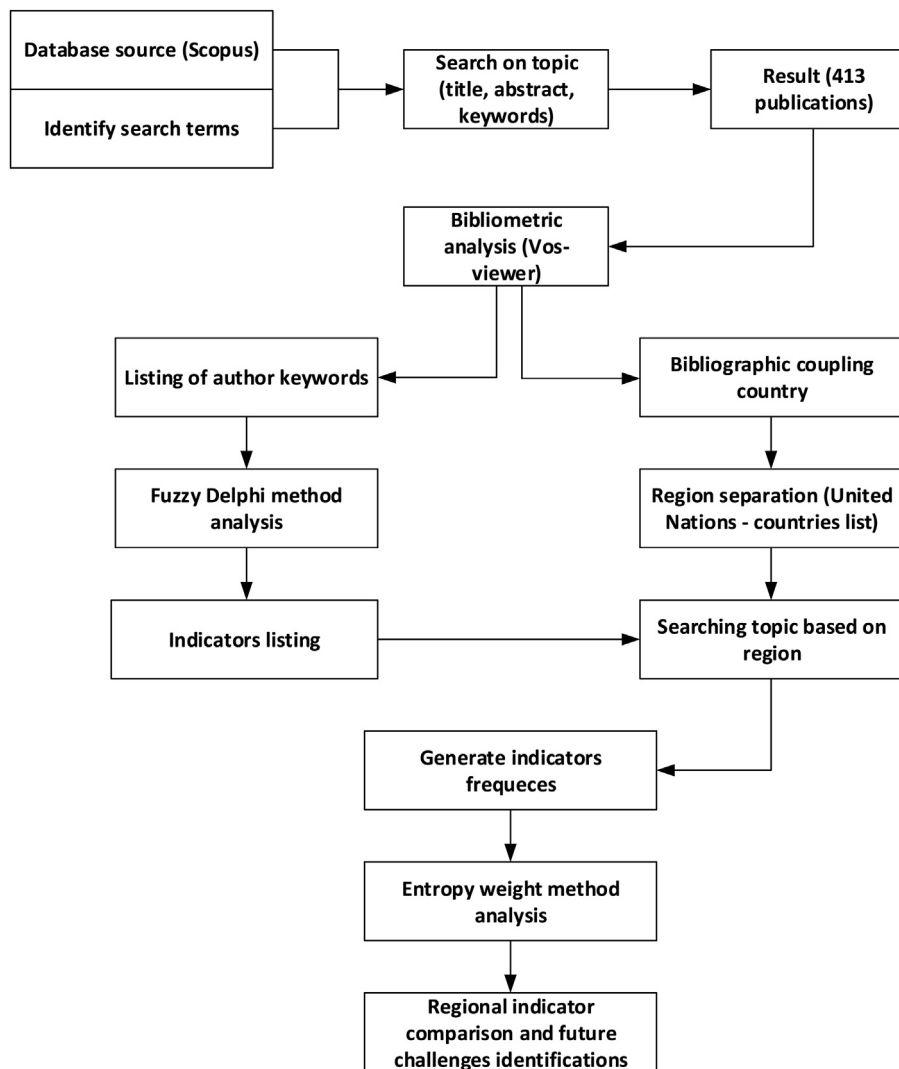 Database source (Scopus)
Identify search terms
Search on topic
(title, abstract,
keywords)
Result (413
publications)
Bibliometric
analysis (Vos-
viewer)
Listing of author keywords
Bibliographic coupling
country
Fuzzy Delphi method
analysis
Region separation (United
Nations - countries list)
Indicators listing
Searching topic based on
region
Generate indicators
frequeces
Entropy weight method
analysis
Regional indicator
comparison and future
challenges identifications